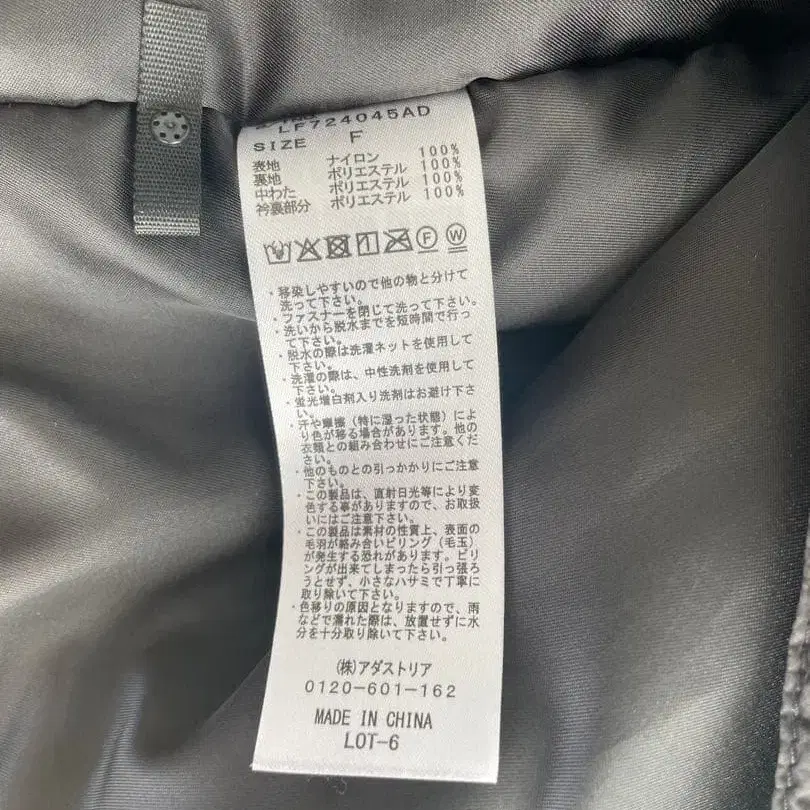 LF724045AD
SIZE F
表地 ナイロン 100%
裏地 ポリエステル 100%
中わた ポリエステル 100%
衿裏部分 ポリエステル 100%
F W
・移染しやすいので他の物と分けて
洗って下さい。
・ファスナーを閉じて洗って下さい。
・洗いから脱水までを短時間で行っ
て下さい。
・脱水の際は洗濯ネットを使用して
下さい。
・洗濯の際は、中性洗剤を使用して
下さい。
・蛍光増白剤入り洗剤はお避け下さ
い。
・汗や摩擦（特に湿った状態）によ
り色が移る場合があります。他の
衣類との組み合わせにご注意くだ
さい。
・他のものとの引っかかりにご注意
下さい。
・この製品は、直射日光等により変
色する事がありますので、お取扱
いにはご注意下さい。
・この製品は素材の性質上、表面の
毛羽が絡み合いピリング（毛玉）
が発生する恐れがあります。ピリ
ングが出来てしまったら引っ張ろ
うとせず、小さなハサミで丁寧に
取り除いて下さい。
・色移りの原因となりますので、雨
などで濡れた際は、放置せずに水
分を十分取り除いて下さい。
(株)アダストリア
0120-601-162
MADE IN CHINA
LOT-6